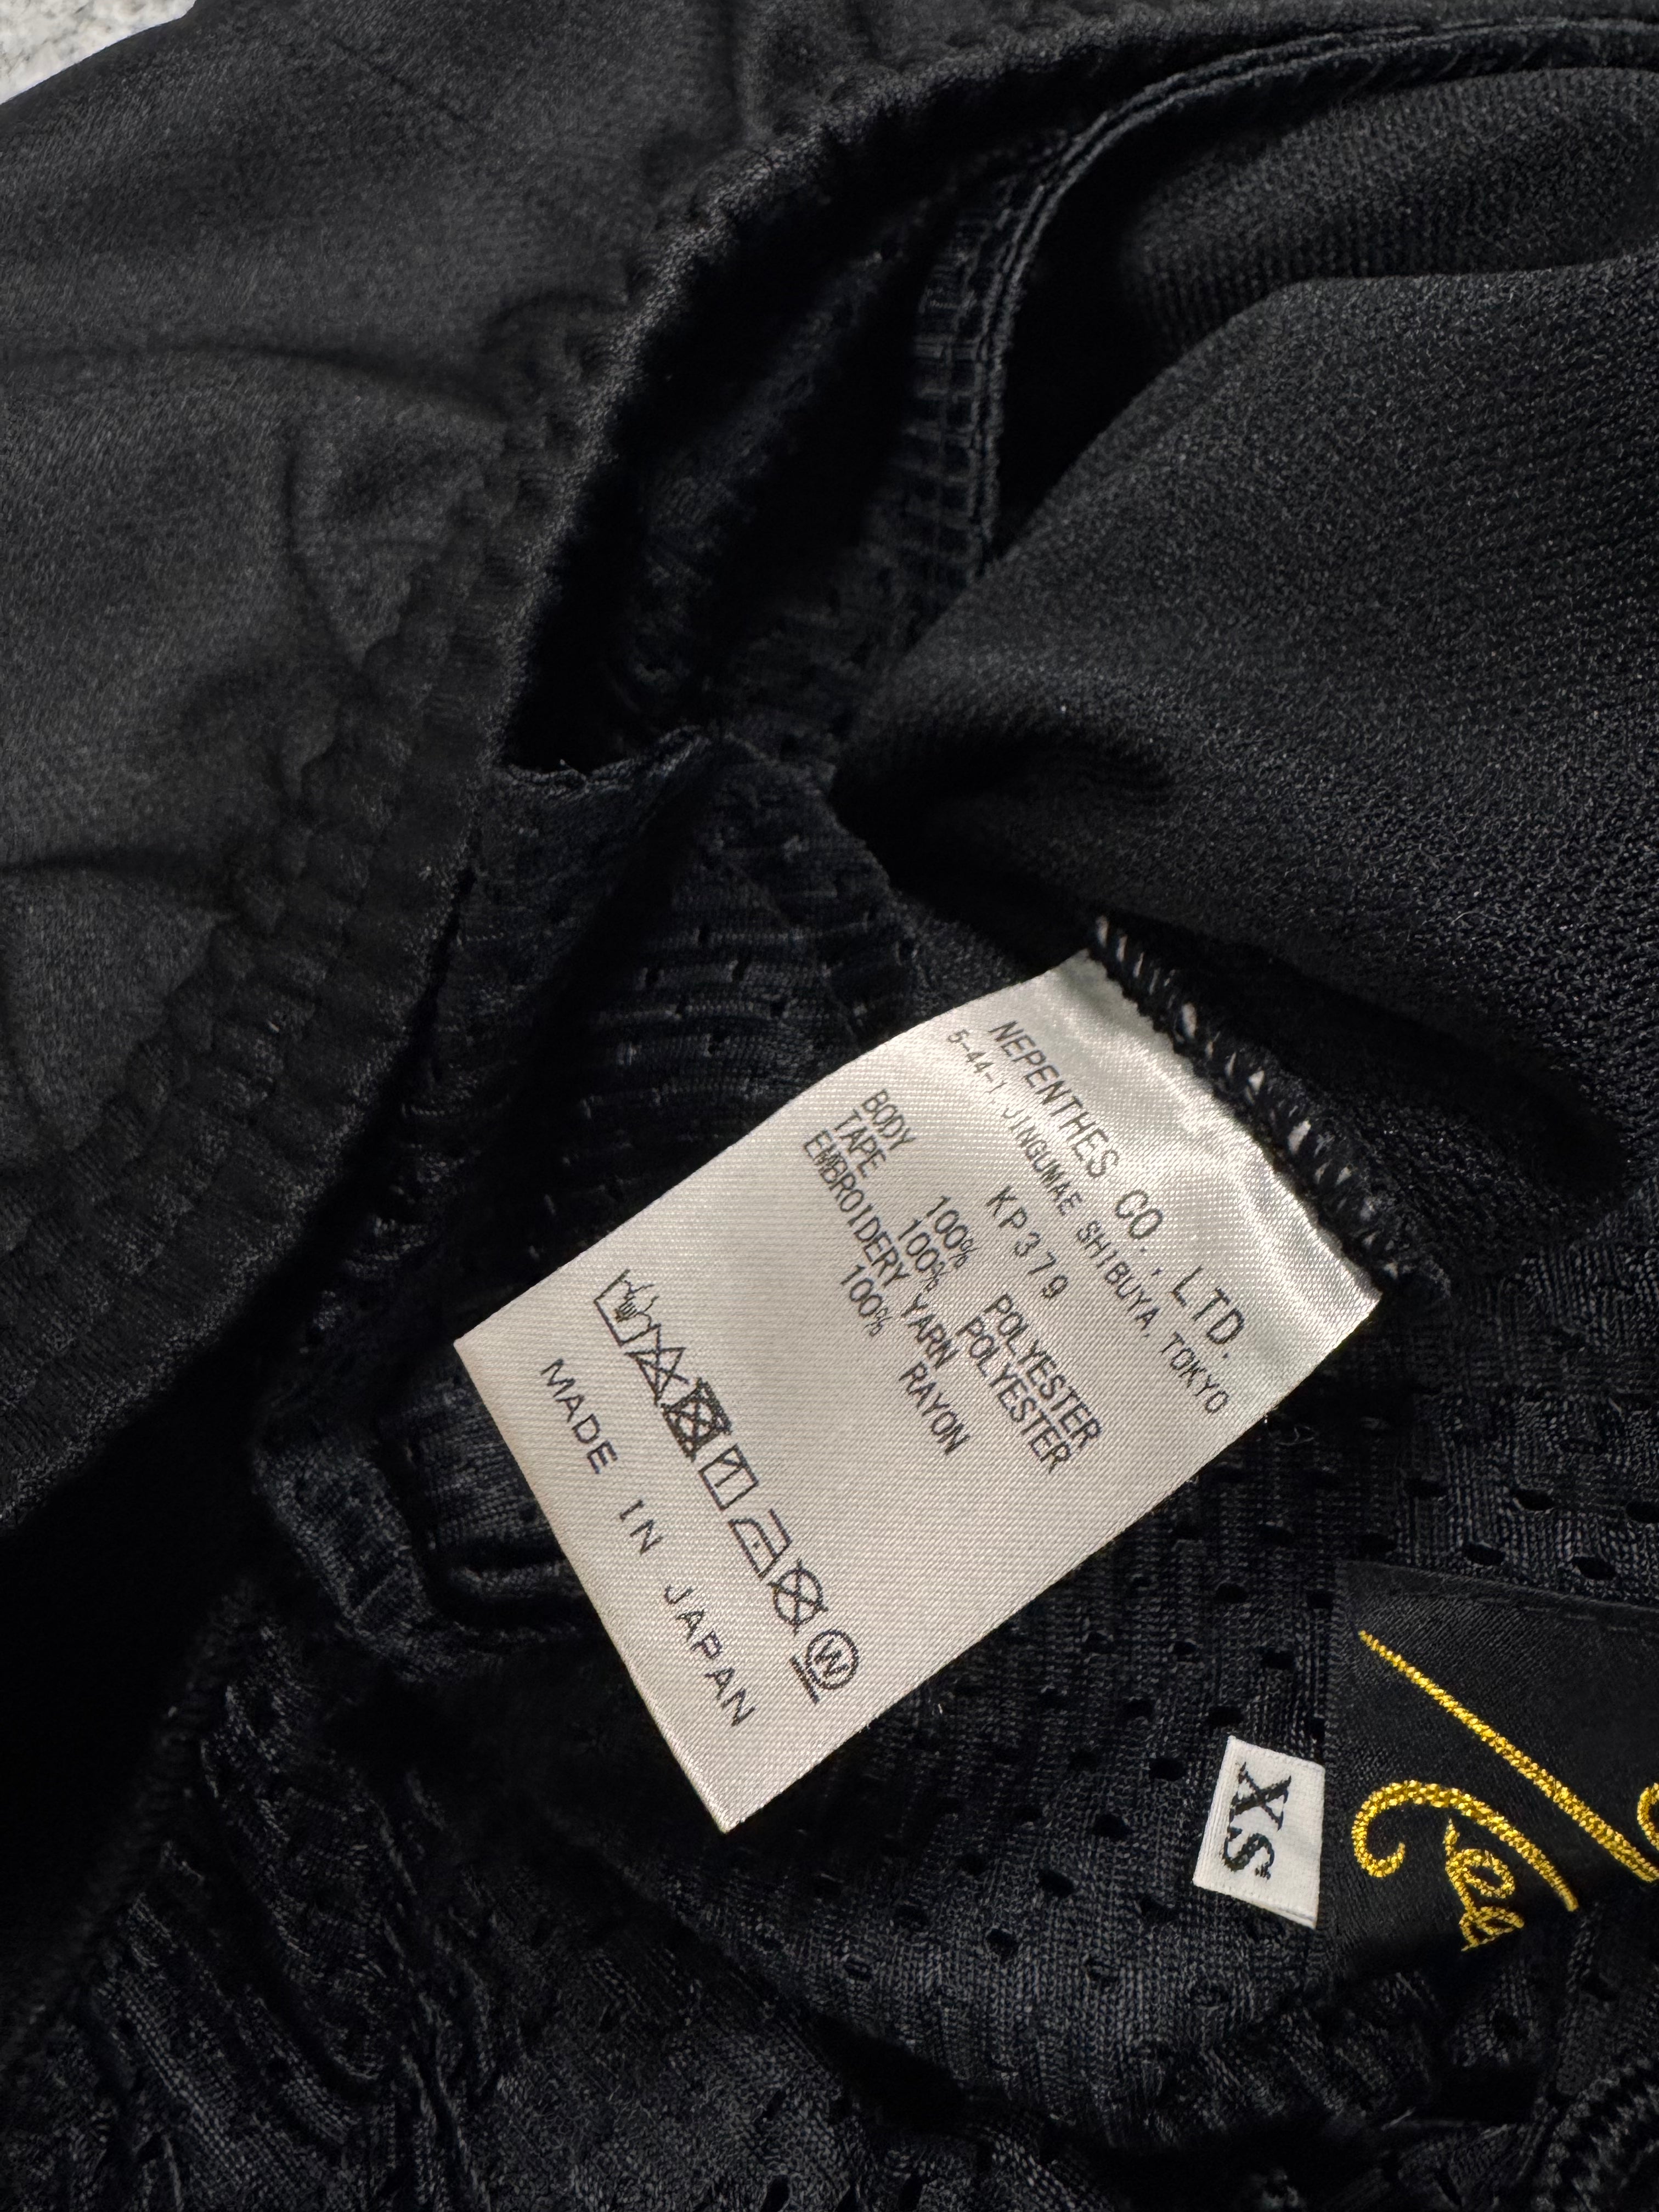 NEPENTHES CO., LTD.
5-44-1 JINGUMAE SHIBUYA, TOKYO
KP379
BODY
100% POLYESTER
TAPE
100% POLYESTER
EMBROIDERY YARN
100% RAYON
W
MADE IN JAPAN
XS